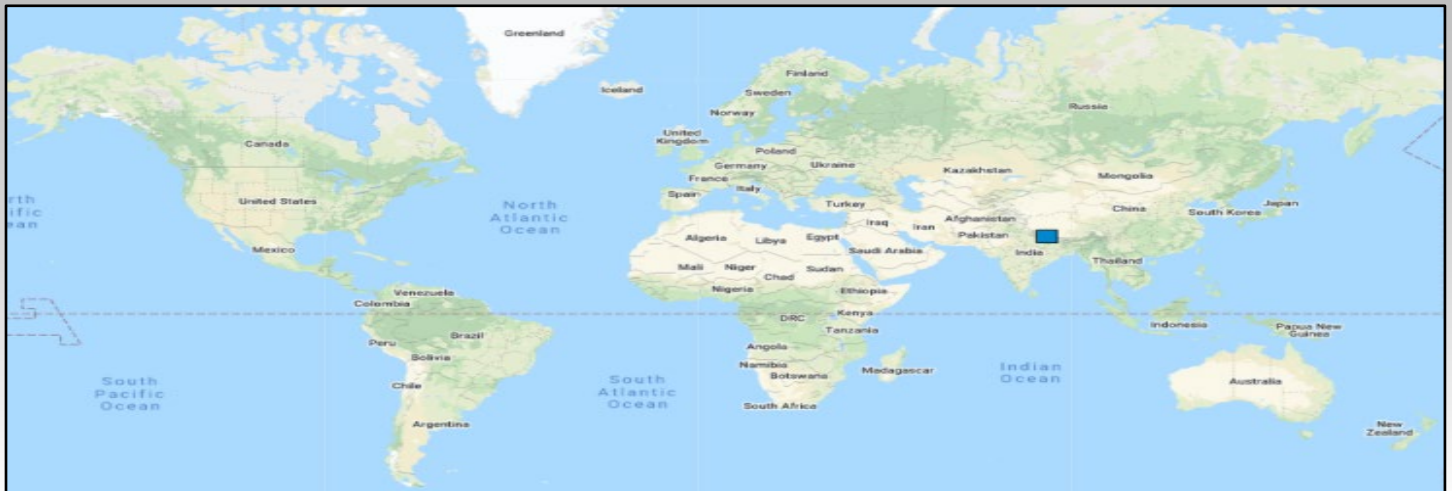 Greenland
Iceland
Finland
Sweden
Norway
Russia
United
Kingdom
Canada
Poland
Germany
Ukraine
France
Kazakhstan
Mongolia
Italy
Spain
United States
North
Atlantic
Ocean
rth
ific
ean
Turkey
China
Japan
South Korea
Afghanistan
Iraq
Iran
Pakistan
Algeria
Libya
Egypt
Mexico
Saudi Arabia
India
Thailand
Mali
Niger
Chad
Sudan
Nigeria
Ethiopia
Venezuela
Colombia
DRC
Kenya
Tanzania
Indonesia
Papua New
Guinea
Peru
Brazil
Bolivia
Angola
Namibia
Botswana
Madagascar
Indian
Ocean
South
Pacific
Ocean
Chile
South
Atlantic
Ocean
Australia
South Africa
Argentina
New
Zealand